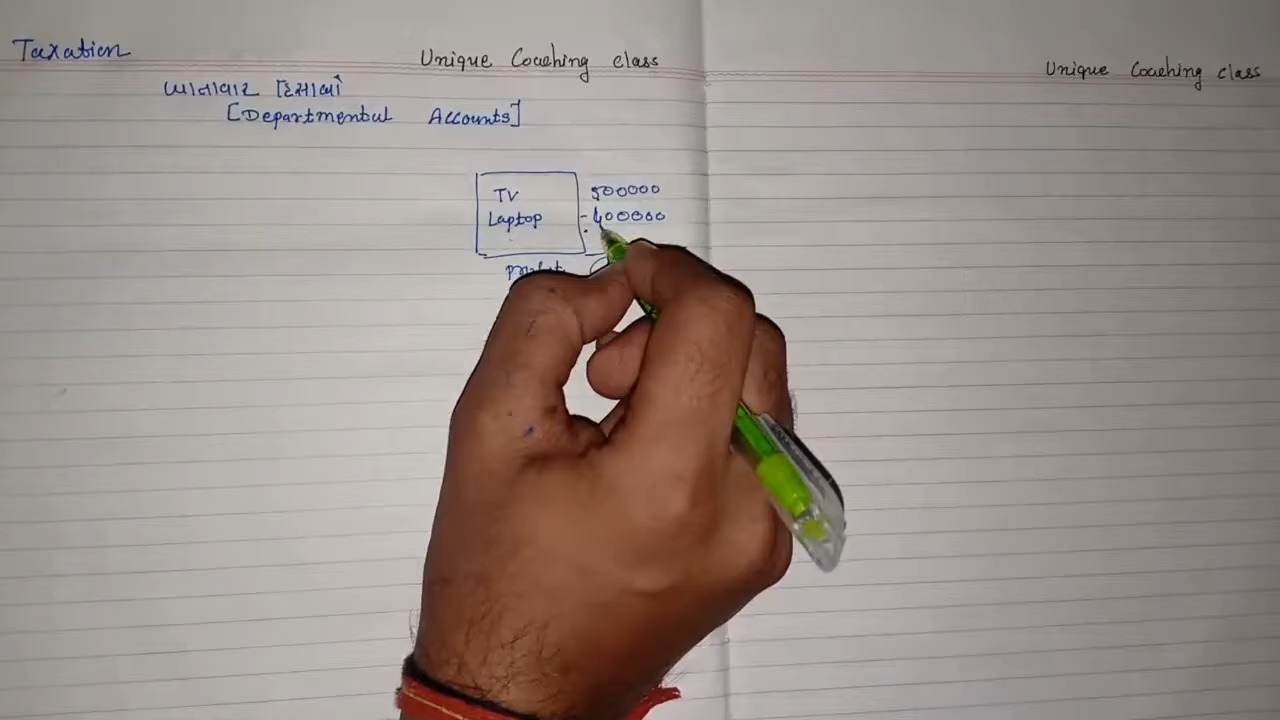 Taxation
Unique Coaching class
Unique Coaching class
ખાતાવાર હિસાબો
[Departmental Accounts]
TV 500000
Laptop - 400000